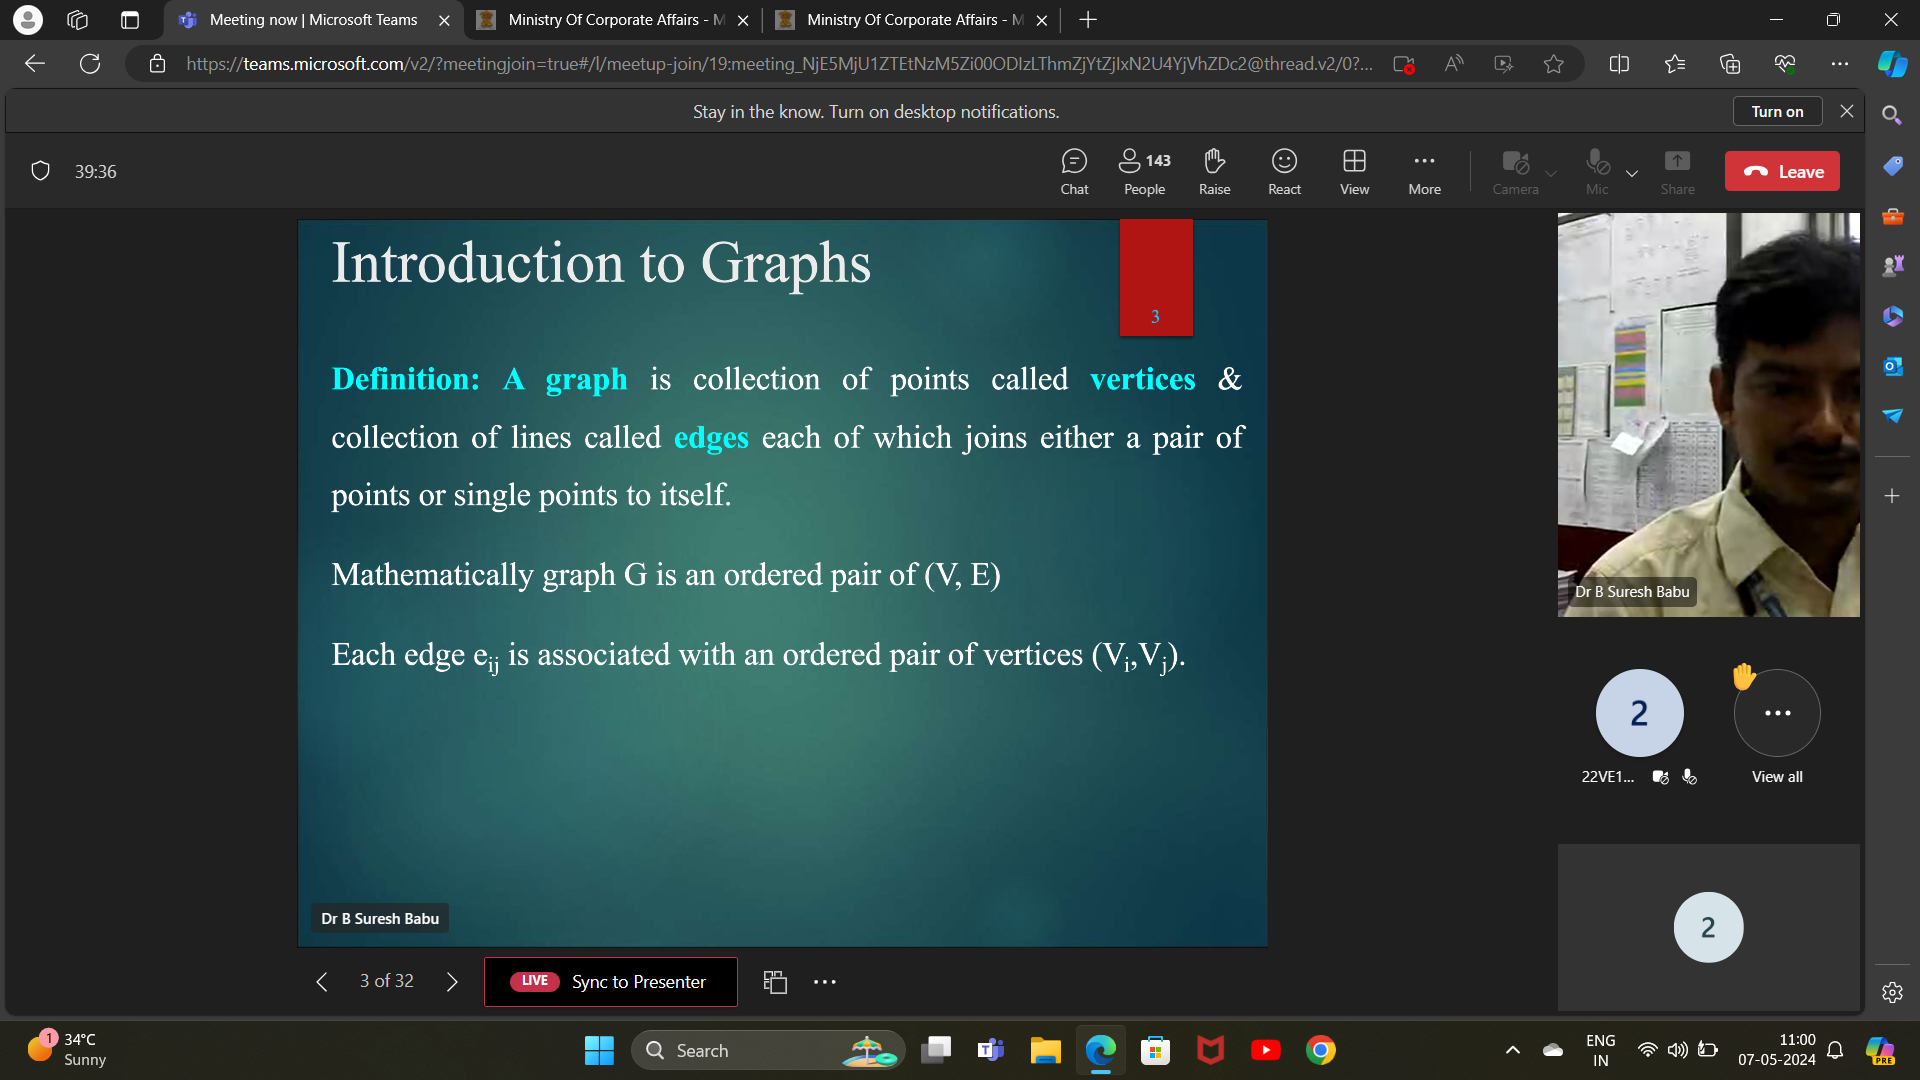 Meeting now | Microsoft Teams
Ministry Of Corporate Affairs - M
Ministry Of Corporate Affairs - M
https://teams.microsoft.com/v2/?meetingjoin=true#/l/meetup-join/19:meeting_NjE5MjU1ZTEtNzM5Zi00ODIzLThmZjYtZjIxN2U4YjVhZDc2@thread.v2/0?...
Stay in the know. Turn on desktop notifications.
Turn on
39:36
Chat
143
People
Raise
React
View
More
Camera
Mic
Share
Leave
Introduction to Graphs
3
Definition: A graph is collection of points called vertices &
collection of lines called edges each of which joins either a pair of
points or single points to itself.
Mathematically graph G is an ordered pair of (V, E)
Each edge eij is associated with an ordered pair of vertices (Vi,Vj).
Dr B Suresh Babu
Dr B Suresh Babu
2
22VE1...
View all
2
3 of 32
LIVE Sync to Presenter
1
34°C
Sunny
Search
ENG
IN
11:00
07-05-2024
PRE